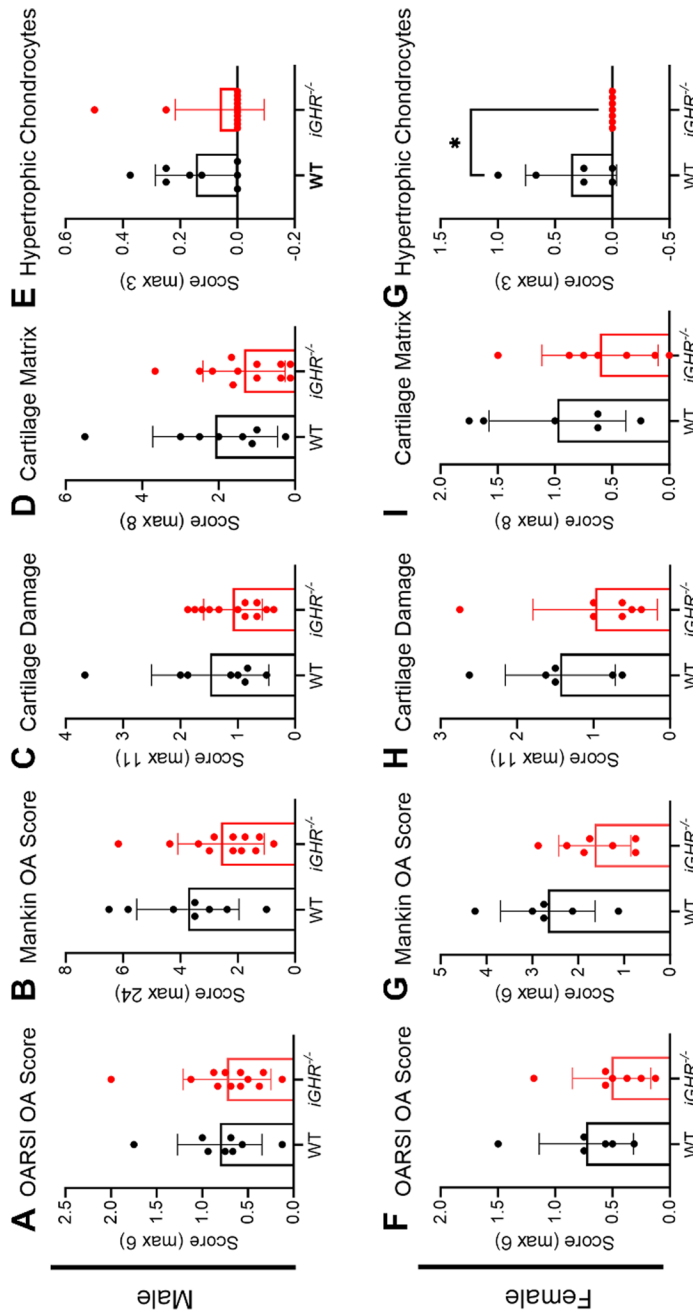 Male
A OARSI OA Score
Score (max 6)
2.5
2.0
1.5
1.0
0.5
0.0
WT
iGHR-/-
B Mankin OA Score
Score (max 24)
8
6
4
2
0
WT
iGHR-/-
C Cartilage Damage
Score (max 11)
4
3
2
1
0
WT
iGHR-/-
D Cartilage Matrix
Score (max 8)
6
4
2
0
WT
iGHR-/-
E Hypertrophic Chondrocytes
Score (max 3)
0.6
0.4
0.2
0.0
-0.2
WT
iGHR-/-
Female
F OARSI OA Score
Score (max 6)
2.0
1.5
1.0
0.5
0.0
WT
iGHR-/-
G Mankin OA Score
Score (max 6)
5
4
3
2
1
0
WT
iGHR-/-
H Cartilage Damage
Score (max 11)
3
2
1
0
WT
iGHR-/-
I Cartilage Matrix
Score (max 8)
2.0
1.5
1.0
0.5
0.0
WT
iGHR-/-
G Hypertrophic Chondrocytes
Score (max 3)
1.5
1.0
0.5
0.0
-0.5
*
WT
iGHR-/-